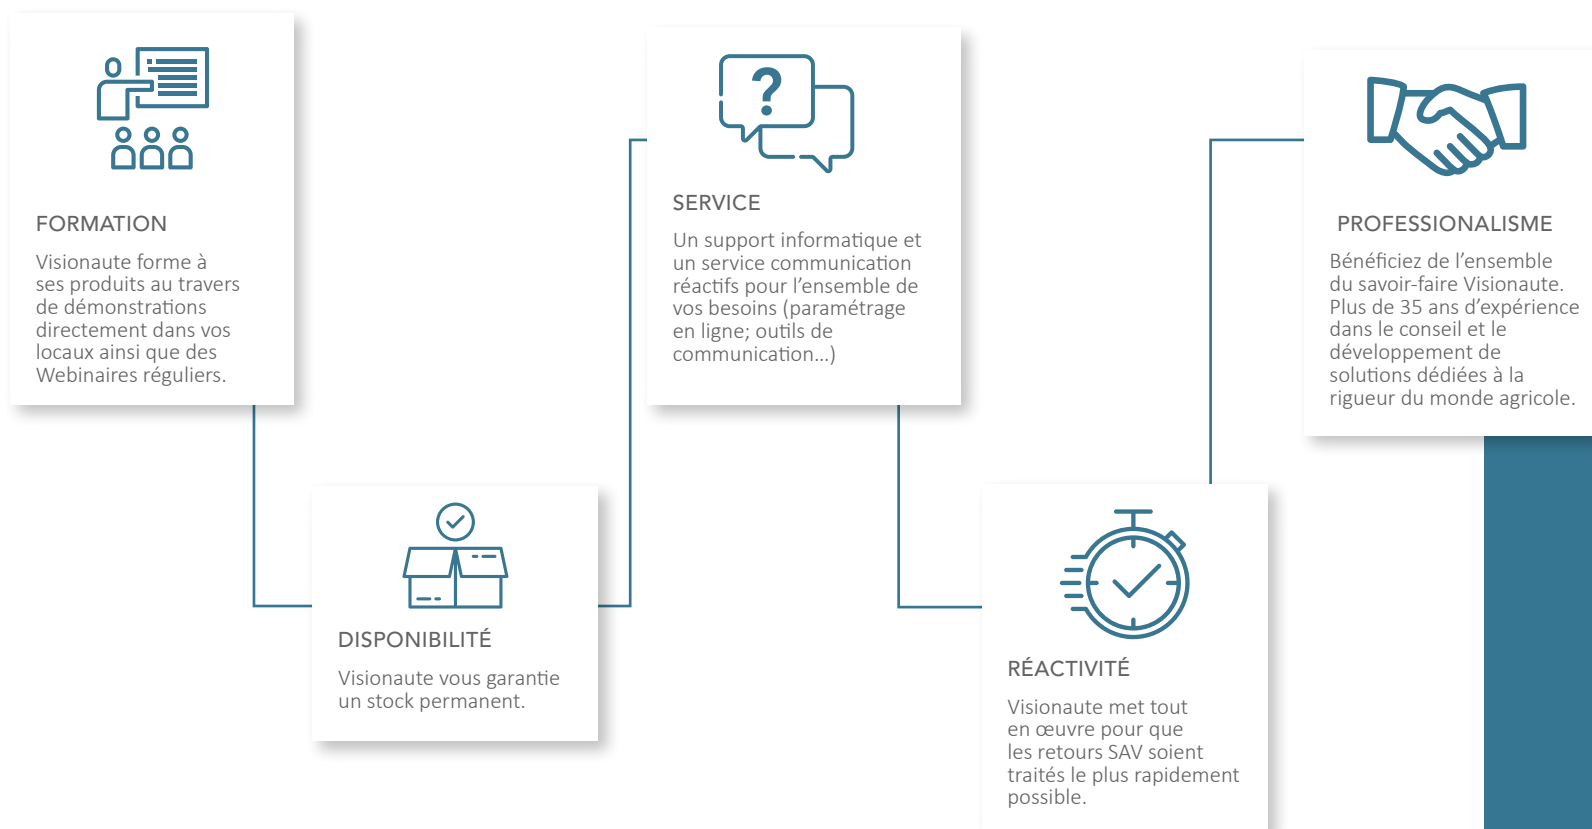 FORMATION
Visionaute forme à
ses produits au travers
de démonstrations
directement dans vos
locaux ainsi que des
Webinaires réguliers.
DISPONIBILITÉ
Visionaute vous garantie
un stock permanent.
?
SERVICE
Un support informatique et
un service communication
réactifs pour l’ensemble de
vos besoins (paramétrage
en ligne; outils de
communication...)
RÉACTIVITÉ
Visionaute met tout
en œuvre pour que
les retours SAV soient
traités le plus rapidement
possible.
PROFESSIONALISME
Bénéficiez de l’ensemble
du savoir-faire Visionaute.
Plus de 35 ans d’expérience
dans le conseil et le
développement de
solutions dédiées à la
rigueur du monde agricole.